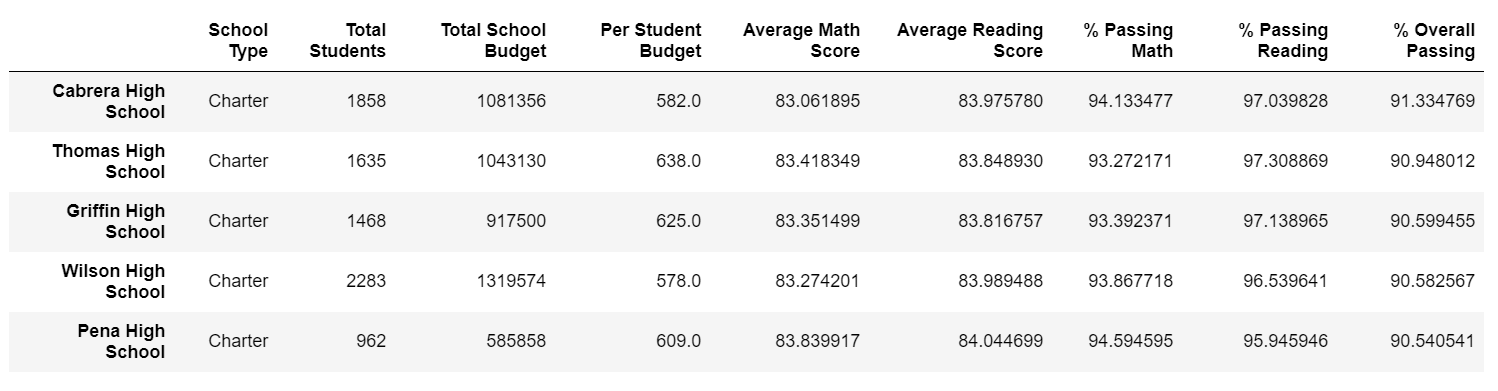 School Type Total Students Total School Budget Per Student Budget Average Math Score Average Reading Score % Passing Math % Passing Reading % Overall Passing
Cabrera High School Charter 1858 1081356 582.0 83.061895 83.975780 94.133477 97.039828 91.334769
Thomas High School Charter 1635 1043130 638.0 83.418349 83.848930 93.272171 97.308869 90.948012
Griffin High School Charter 1468 917500 625.0 83.351499 83.816757 93.392371 97.138965 90.599455
Wilson High School Charter 2283 1319574 578.0 83.274201 83.989488 93.867718 96.539641 90.582567
Pena High School Charter 962 585858 609.0 83.839917 84.044699 94.594595 95.945946 90.540541